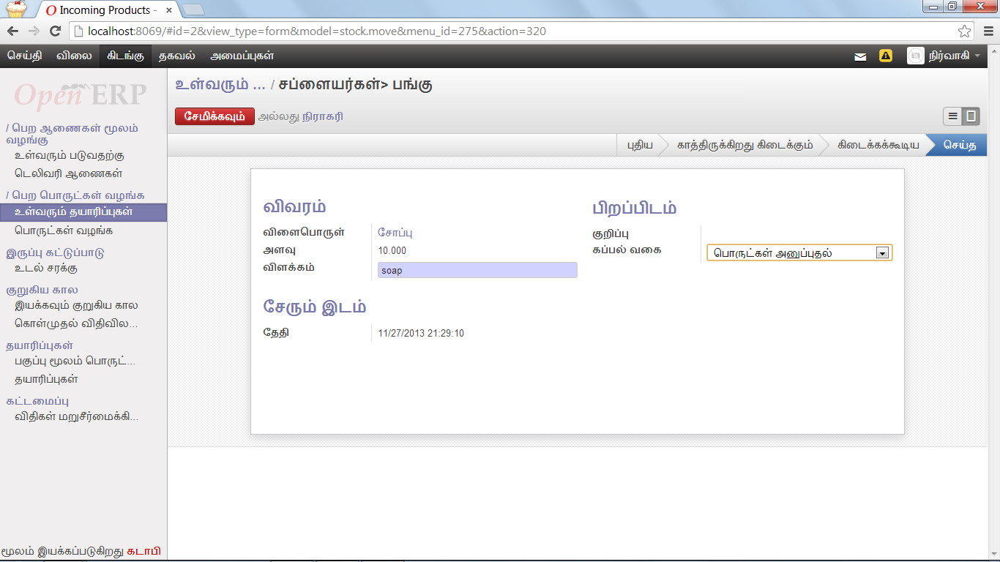 Incoming Products -
localhost:8069/#id=2&view_type=form&model=stock.move&menu_id=275&action=320
செய்தி விலை கிடங்கு தகவல் அமைப்புகள் நிர்வாகி
Open ERP
/ பெற ஆணைகள் மூலம்
வழங்கு
உள்வரும் படுவதற்கு
டெலிவரி ஆணைகள்
/ பெற பொருட்கள் வழங்க
உள்வரும் தயாரிப்புகள்
பொருட்கள் வழங்க
இருப்பு கட்டுப்பாடு
உடல் சரக்கு
குறுகிய கால
இயக்கவும் குறுகிய கால
கொள்முதல் விதிவில...
தயாரிப்புகள்
பகுப்பு மூலம் பொருட்...
தயாரிப்புகள்
கட்டமைப்பு
விதிகள் மறுசீர்மைக்கி...
மூலம் இயக்கப்படுகிறது கடாபி
உள்வரும் ... / சப்ளையர்கள்> பங்கு
சேமிக்கவும் அல்லது நிராகரி
புதிய காத்திருக்கிறது கிடைக்கும் கிடைக்கக்கூடிய செய்த
விவரம்
விளைபொருள் சோப்பு
அளவு 10.000
விளக்கம் soap
பிறப்பிடம்
குறிப்பு
கப்பல் வகை பொருட்கள் அனுப்புதல்
சேரும் இடம்
தேதி 11/27/2013 21:29:10